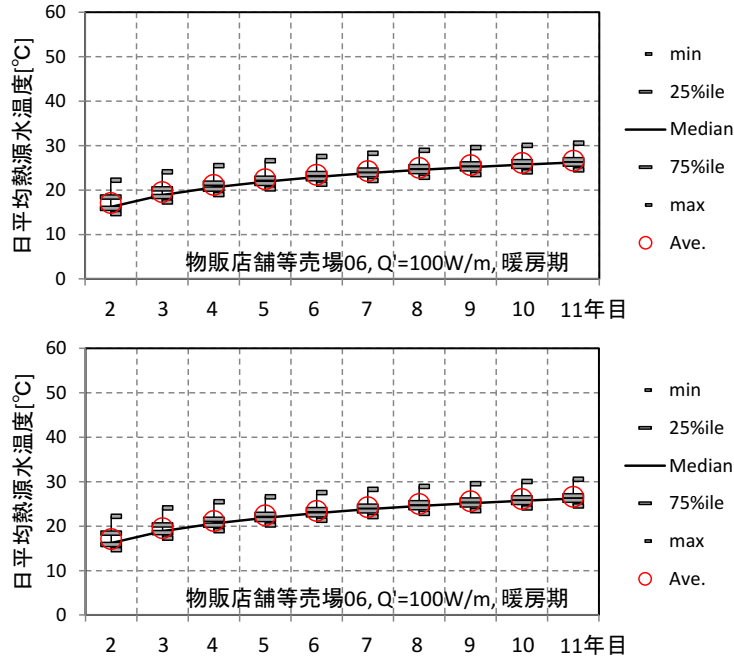 60
50
40
30
20
10
0
日平均熱源水温度[℃]
物販店舗等売場06, Q'=100W/m, 暖房期
2 3 4 5 6 7 8 9 10 11年目
min
25%ile
Median
75%ile
max
Ave.
60
50
40
30
20
10
0
日平均熱源水温度[℃]
物販店舗等売場06, Q'=100W/m, 暖房期
2 3 4 5 6 7 8 9 10 11年目
min
25%ile
Median
75%ile
max
Ave.